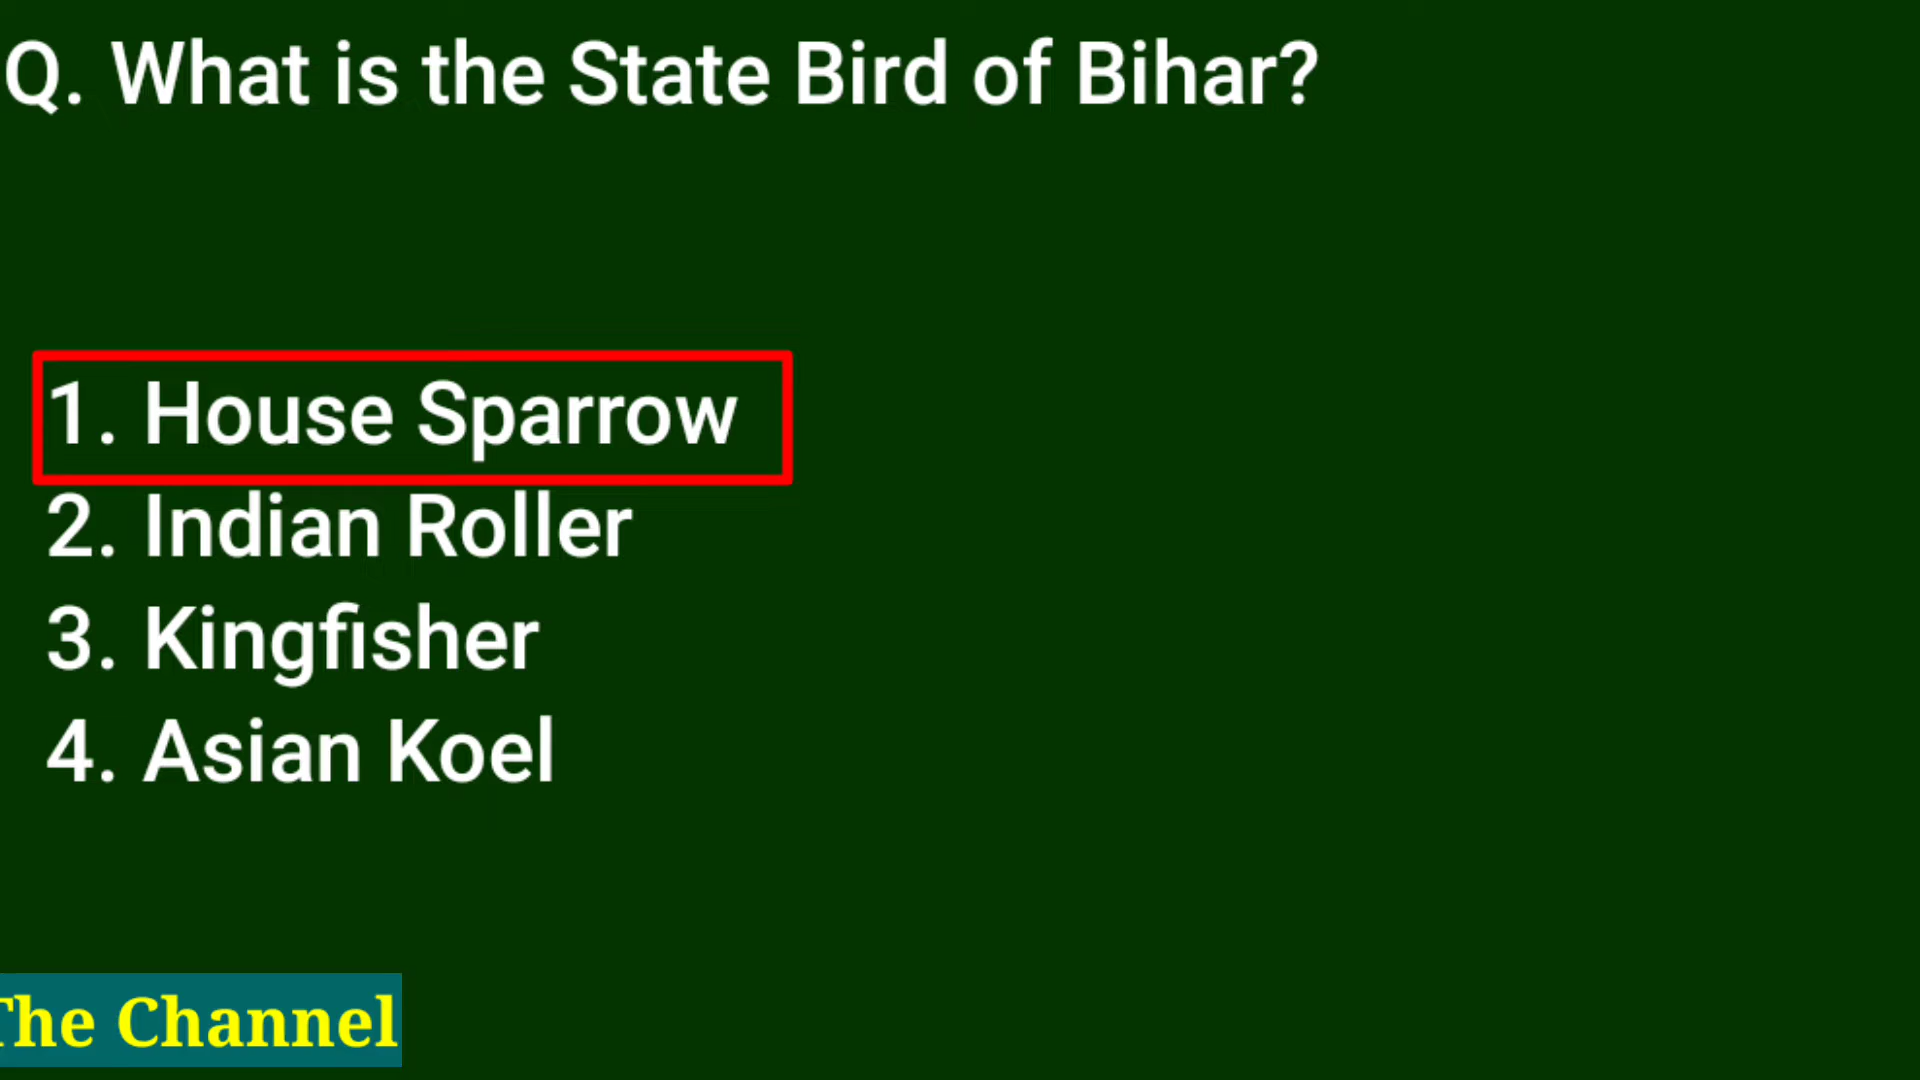 Q. What is the State Bird of Bihar?
1. House Sparrow
2. Indian Roller
3. Kingfisher
4. Asian Koel
The Channel